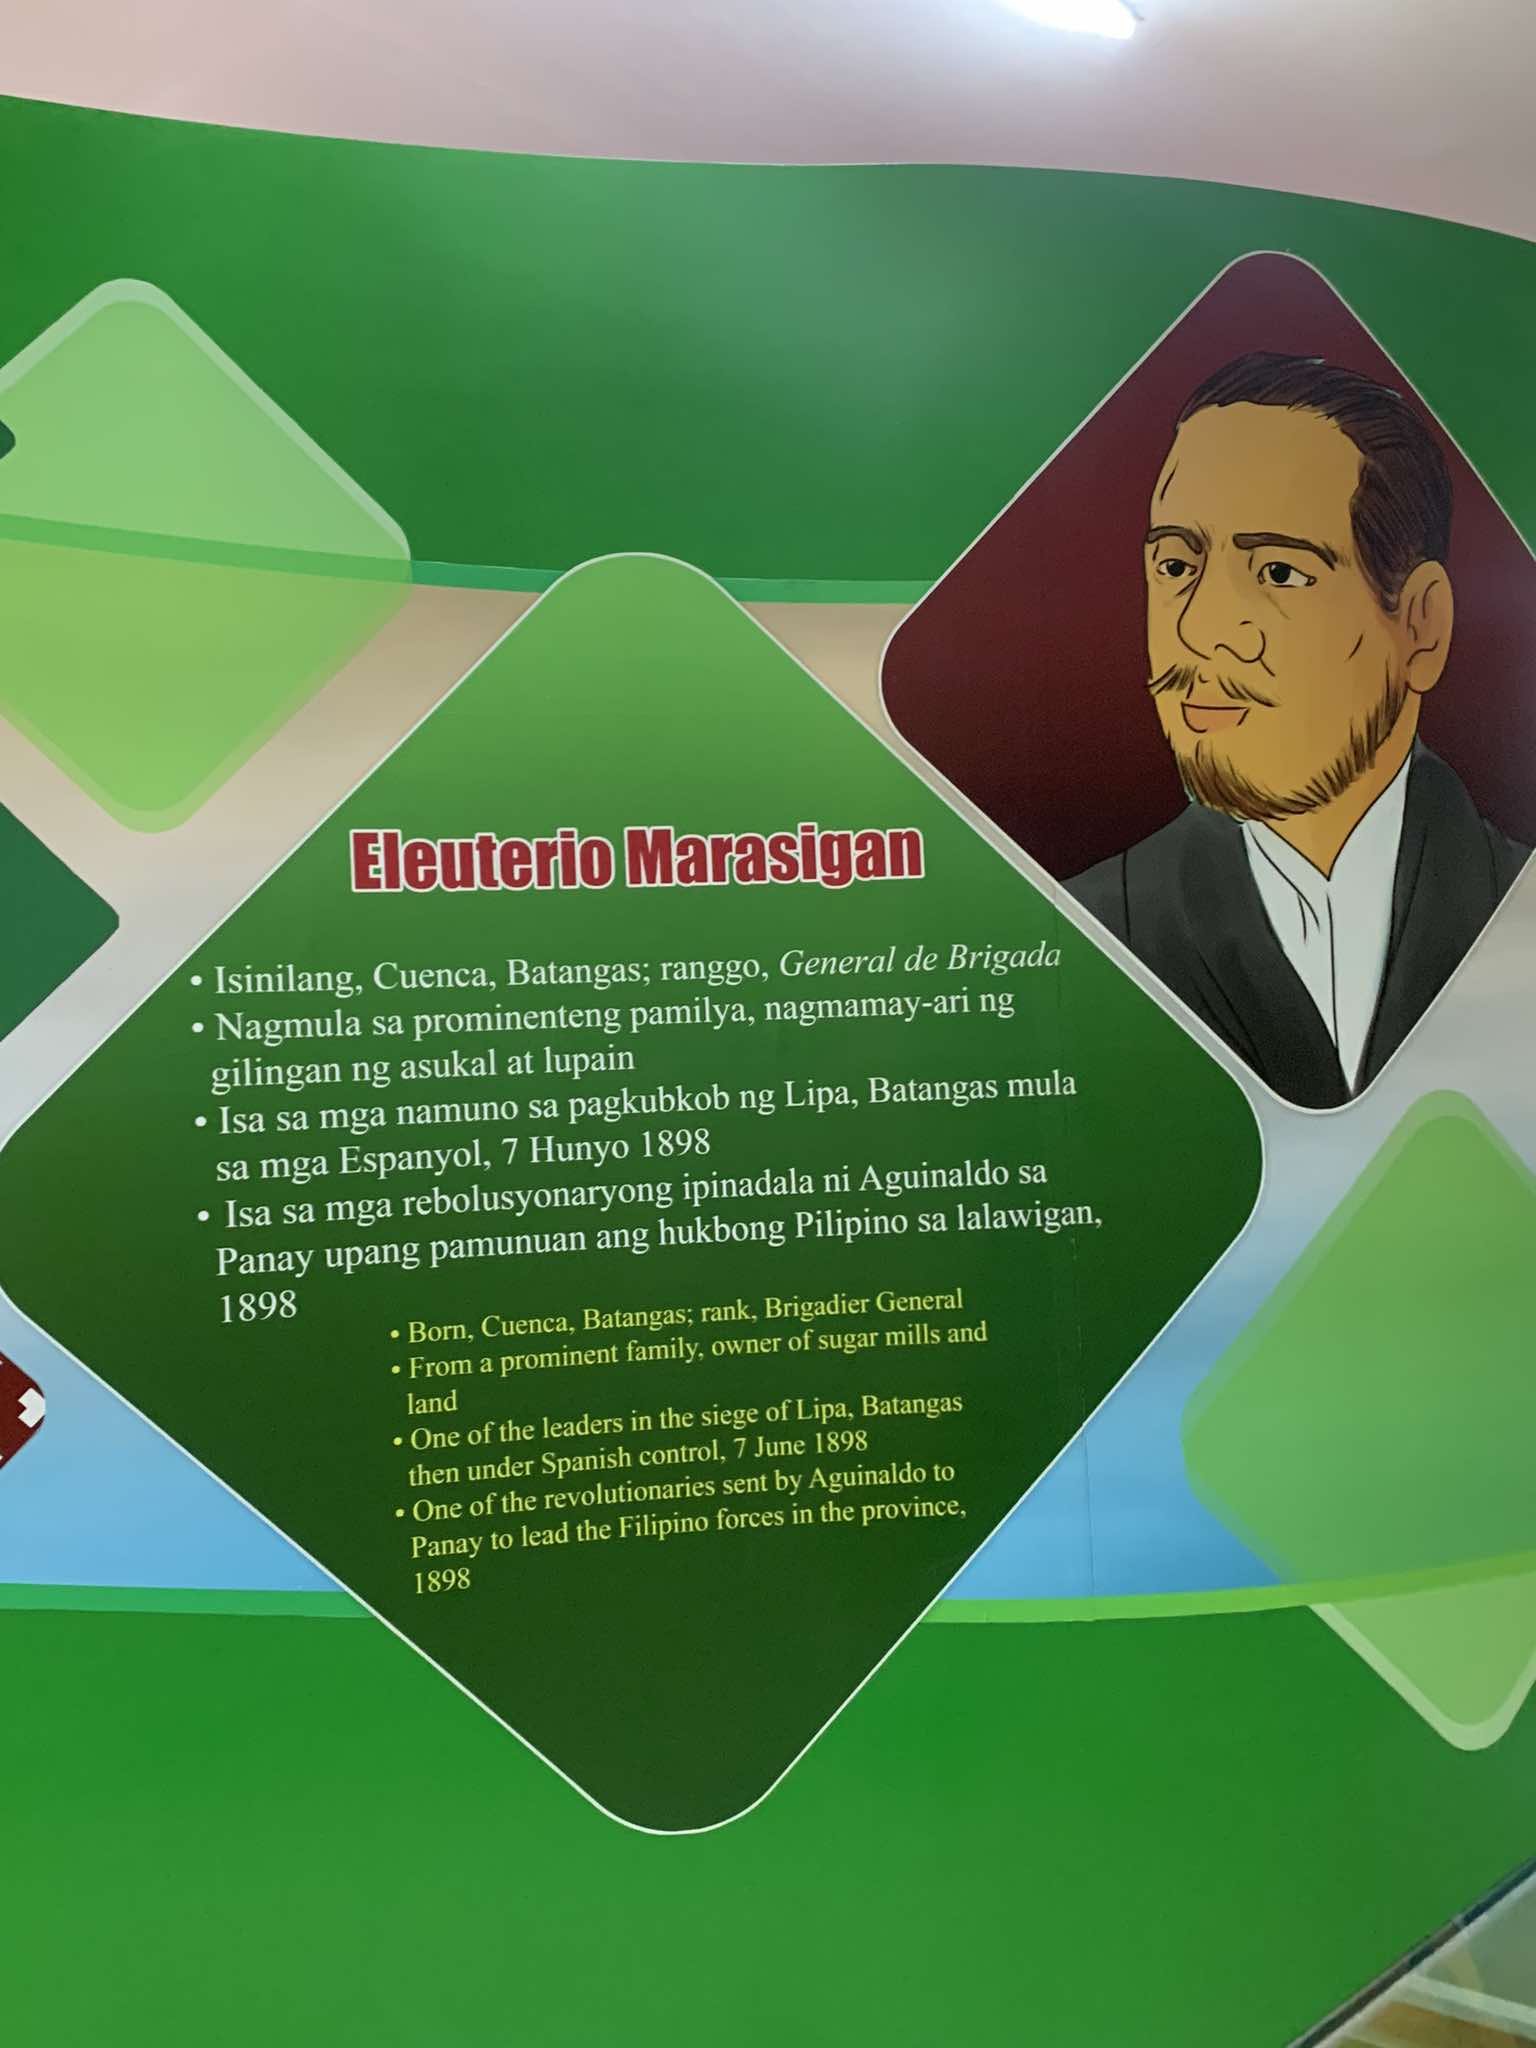 Eleuterio Marasigan
• Isinilang, Cuenca, Batangas; ranggo, General de Brigada
• Nagmula sa prominenteng pamilya, nagmamay-ari ng
gilingan ng asukal at lupain
• Isa sa mga namuno sa pagkubkob ng Lipa, Batangas mula
sa mga Espanyol, 7 Hunyo 1898
• Isa sa mga rebolusyonaryong ipinadala ni Aguinaldo sa
Panay upang pamunuan ang hukbong Pilipino sa lalawigan,
1898
• Born, Cuenca, Batangas; rank, Brigadier General
• From a prominent family, owner of sugar mills and
land
• One of the leaders in the siege of Lipa, Batangas
then under Spanish control, 7 June 1898
• One of the revolutionaries sent by Aguinaldo to
Panay to lead the Filipino forces in the province,
1898